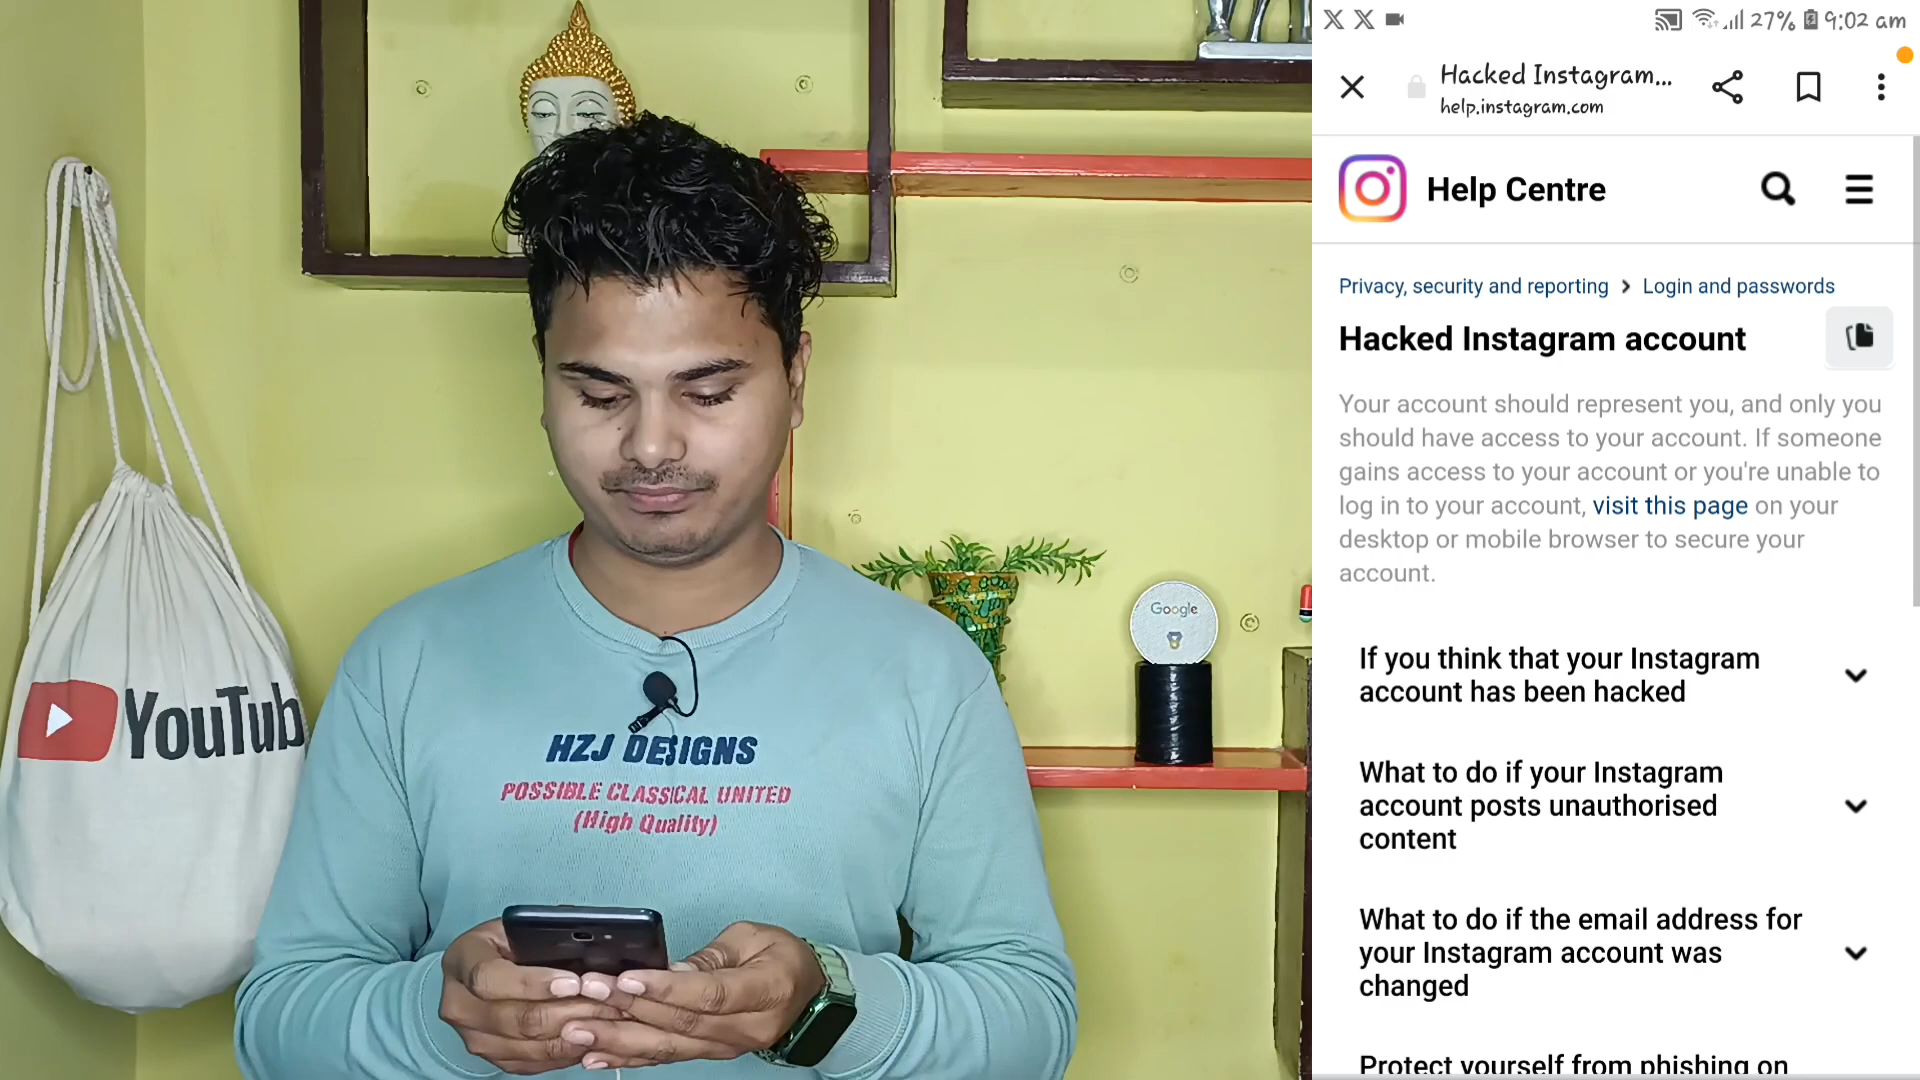 YouTub
HZJ DESIGNS
POSSIBLE CLASSICAL UNITED
(High Quality)
Google
27% 9:02 am
Hacked Instagram...
help.instagram.com
Help Centre
Privacy, security and reporting > Login and passwords
Hacked Instagram account
Your account should represent you, and only you
should have access to your account. If someone
gains access to your account or you're unable to
log in to your account, visit this page on your
desktop or mobile browser to secure your
account.
If you think that your Instagram
account has been hacked
What to do if your Instagram
account posts unauthorised
content
What to do if the email address for
your Instagram account was
changed
Protect yourself from phishing on